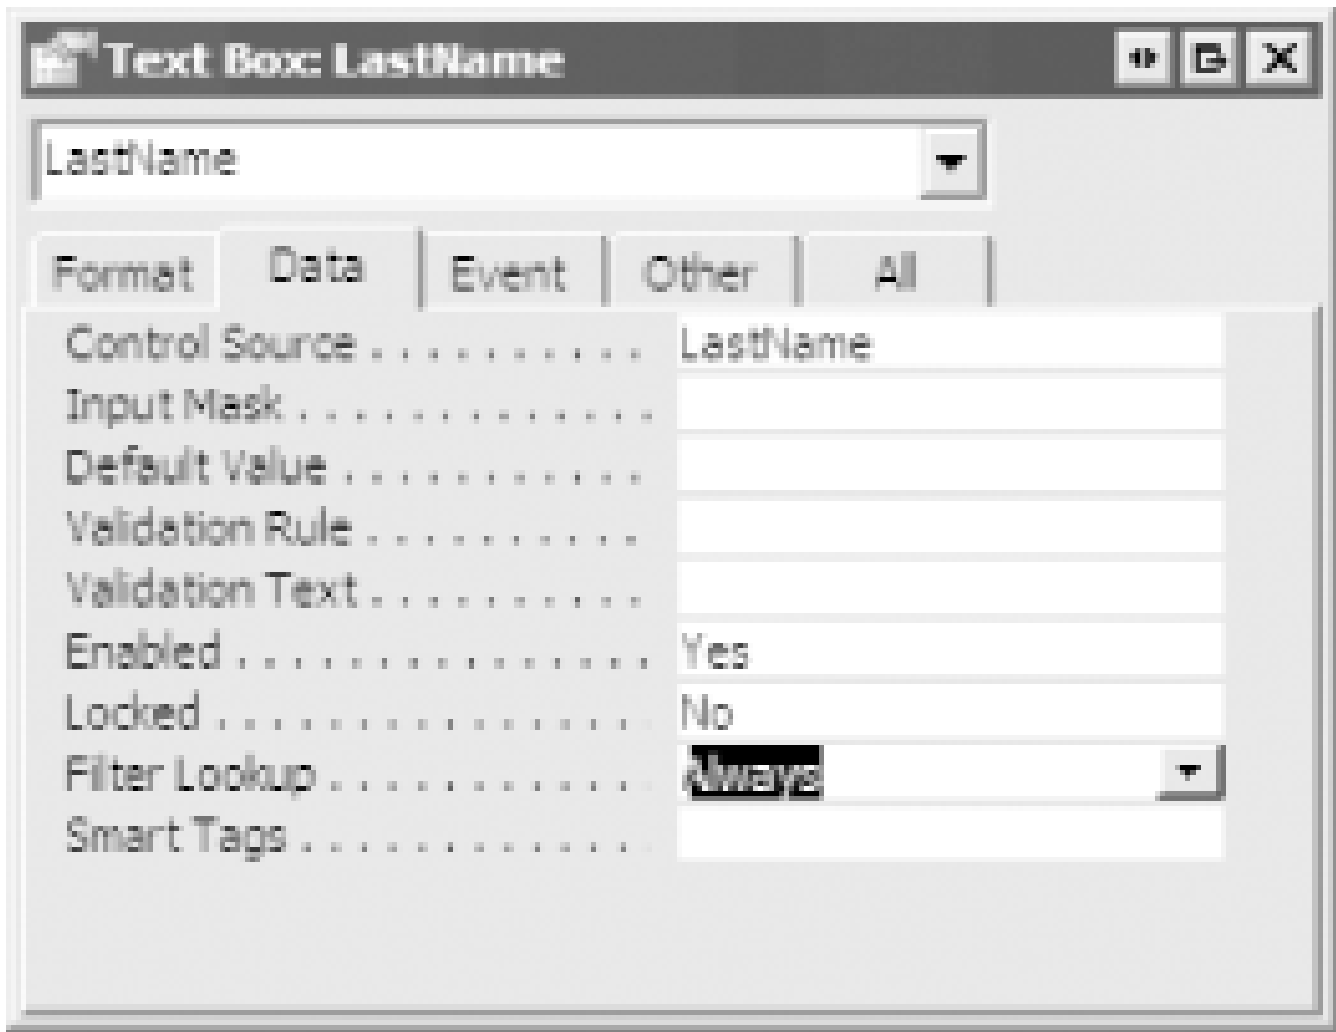 Text Box: LastName
LastName
Format Data Event Other All
Control Source . . . . . . . . . . LastName
Input Mask . . . . . . . . . . . . .
Default Value . . . . . . . . . . .
Validation Rule . . . . . . . . . .
Validation Text . . . . . . . . . .
Enabled . . . . . . . . . . . . . . . Yes
Locked . . . . . . . . . . . . . . . . No
Filter Lookup . . . . . . . . . . . . Always
Smart Tags . . . . . . . . . . . . .